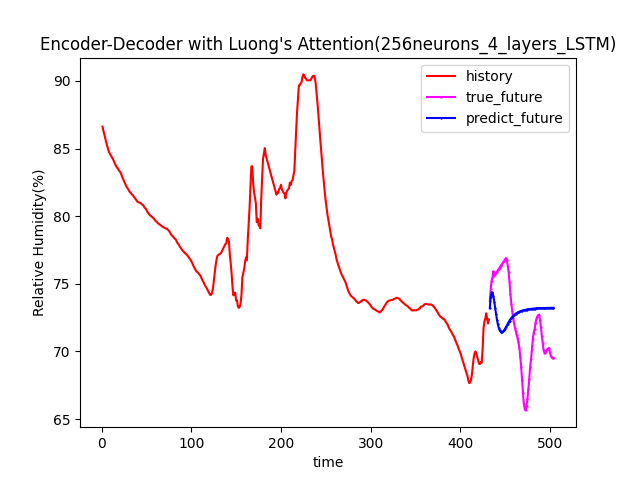 Encoder-Decoder with Luong's Attention(256neurons_4_layers_LSTM)
history
true_future
predict_future
Relative Humidity(%)
90
85
80
75
70
65
0 100 200 300 400 500
time